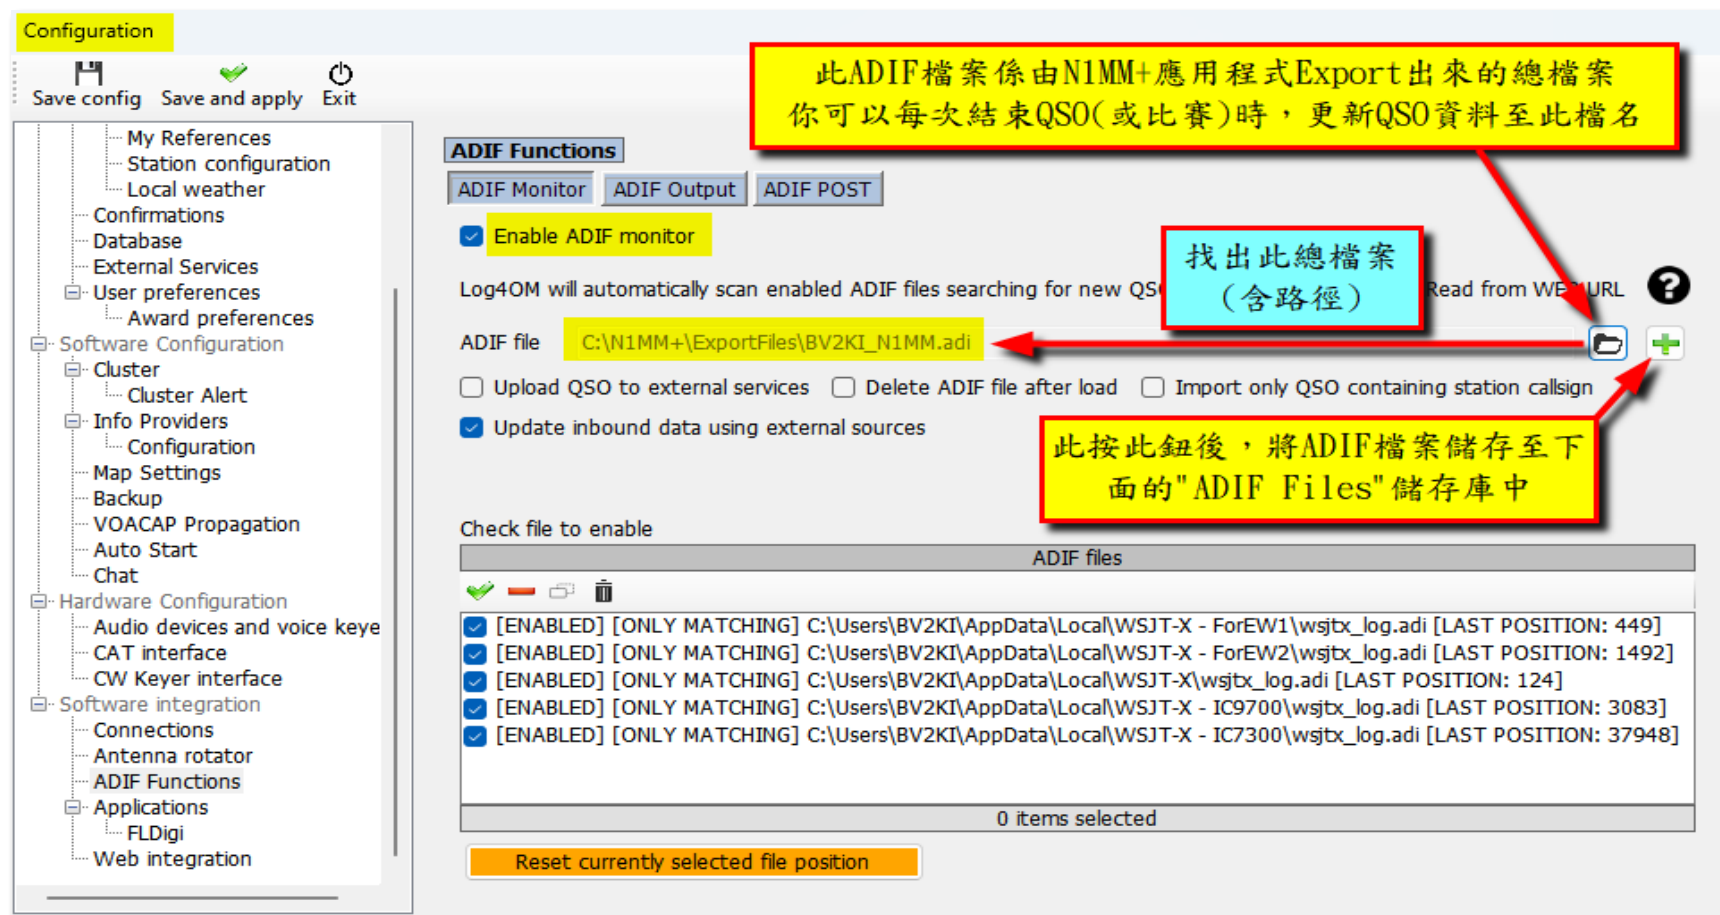 Configuration
Save config
Save and apply
Exit
此ADIF檔案係由N1MM+應用程式Export出來的總檔案
你可以每次結束QSO(或比賽)時，更新QSO資料至此檔名
My References
Station configuration
Local weather
Confirmations
Database
External Services
User preferences
Award preferences
Software Configuration
Cluster
Cluster Alert
Info Providers
Configuration
Map Settings
Backup
VOACAP Propagation
Auto Start
Chat
Hardware Configuration
Audio devices and voice keye
CAT interface
CW Keyer interface
Software integration
Connections
Antenna rotator
ADIF Functions
Applications
FLDigi
Web integration
ADIF Functions
ADIF Monitor
ADIF Output
ADIF POST
Enable ADIF monitor
找出此總檔案
(含路徑)
Log4OM will automatically scan enabled ADIF files searching for new Read from WEB URL
ADIF file C:\N1MM+\ExportFiles\BV2KI_N1MM.adi
Upload QSO to external services
Delete ADIF file after load
Import only QSO containing station callsign
Update inbound data using external sources
此按此鈕後，將ADIF檔案儲存至下
面的"ADIF Files"儲存庫中
Check file to enable
ADIF files
[ENABLED] [ONLY MATCHING] C:\Users\BV2KI\AppData\Local\WSJT-X - ForEW1\wsjtx_log.adi [LAST POSITION: 449]
[ENABLED] [ONLY MATCHING] C:\Users\BV2KI\AppData\Local\WSJT-X - ForEW2\wsjtx_log.adi [LAST POSITION: 1492]
[ENABLED] [ONLY MATCHING] C:\Users\BV2KI\AppData\Local\WSJT-X\wsjtx_log.adi [LAST POSITION: 124]
[ENABLED] [ONLY MATCHING] C:\Users\BV2KI\AppData\Local\WSJT-X - IC9700\wsjtx_log.adi [LAST POSITION: 3083]
[ENABLED] [ONLY MATCHING] C:\Users\BV2KI\AppData\Local\WSJT-X - IC7300\wsjtx_log.adi [LAST POSITION: 37948]
0 items selected
Reset currently selected file position